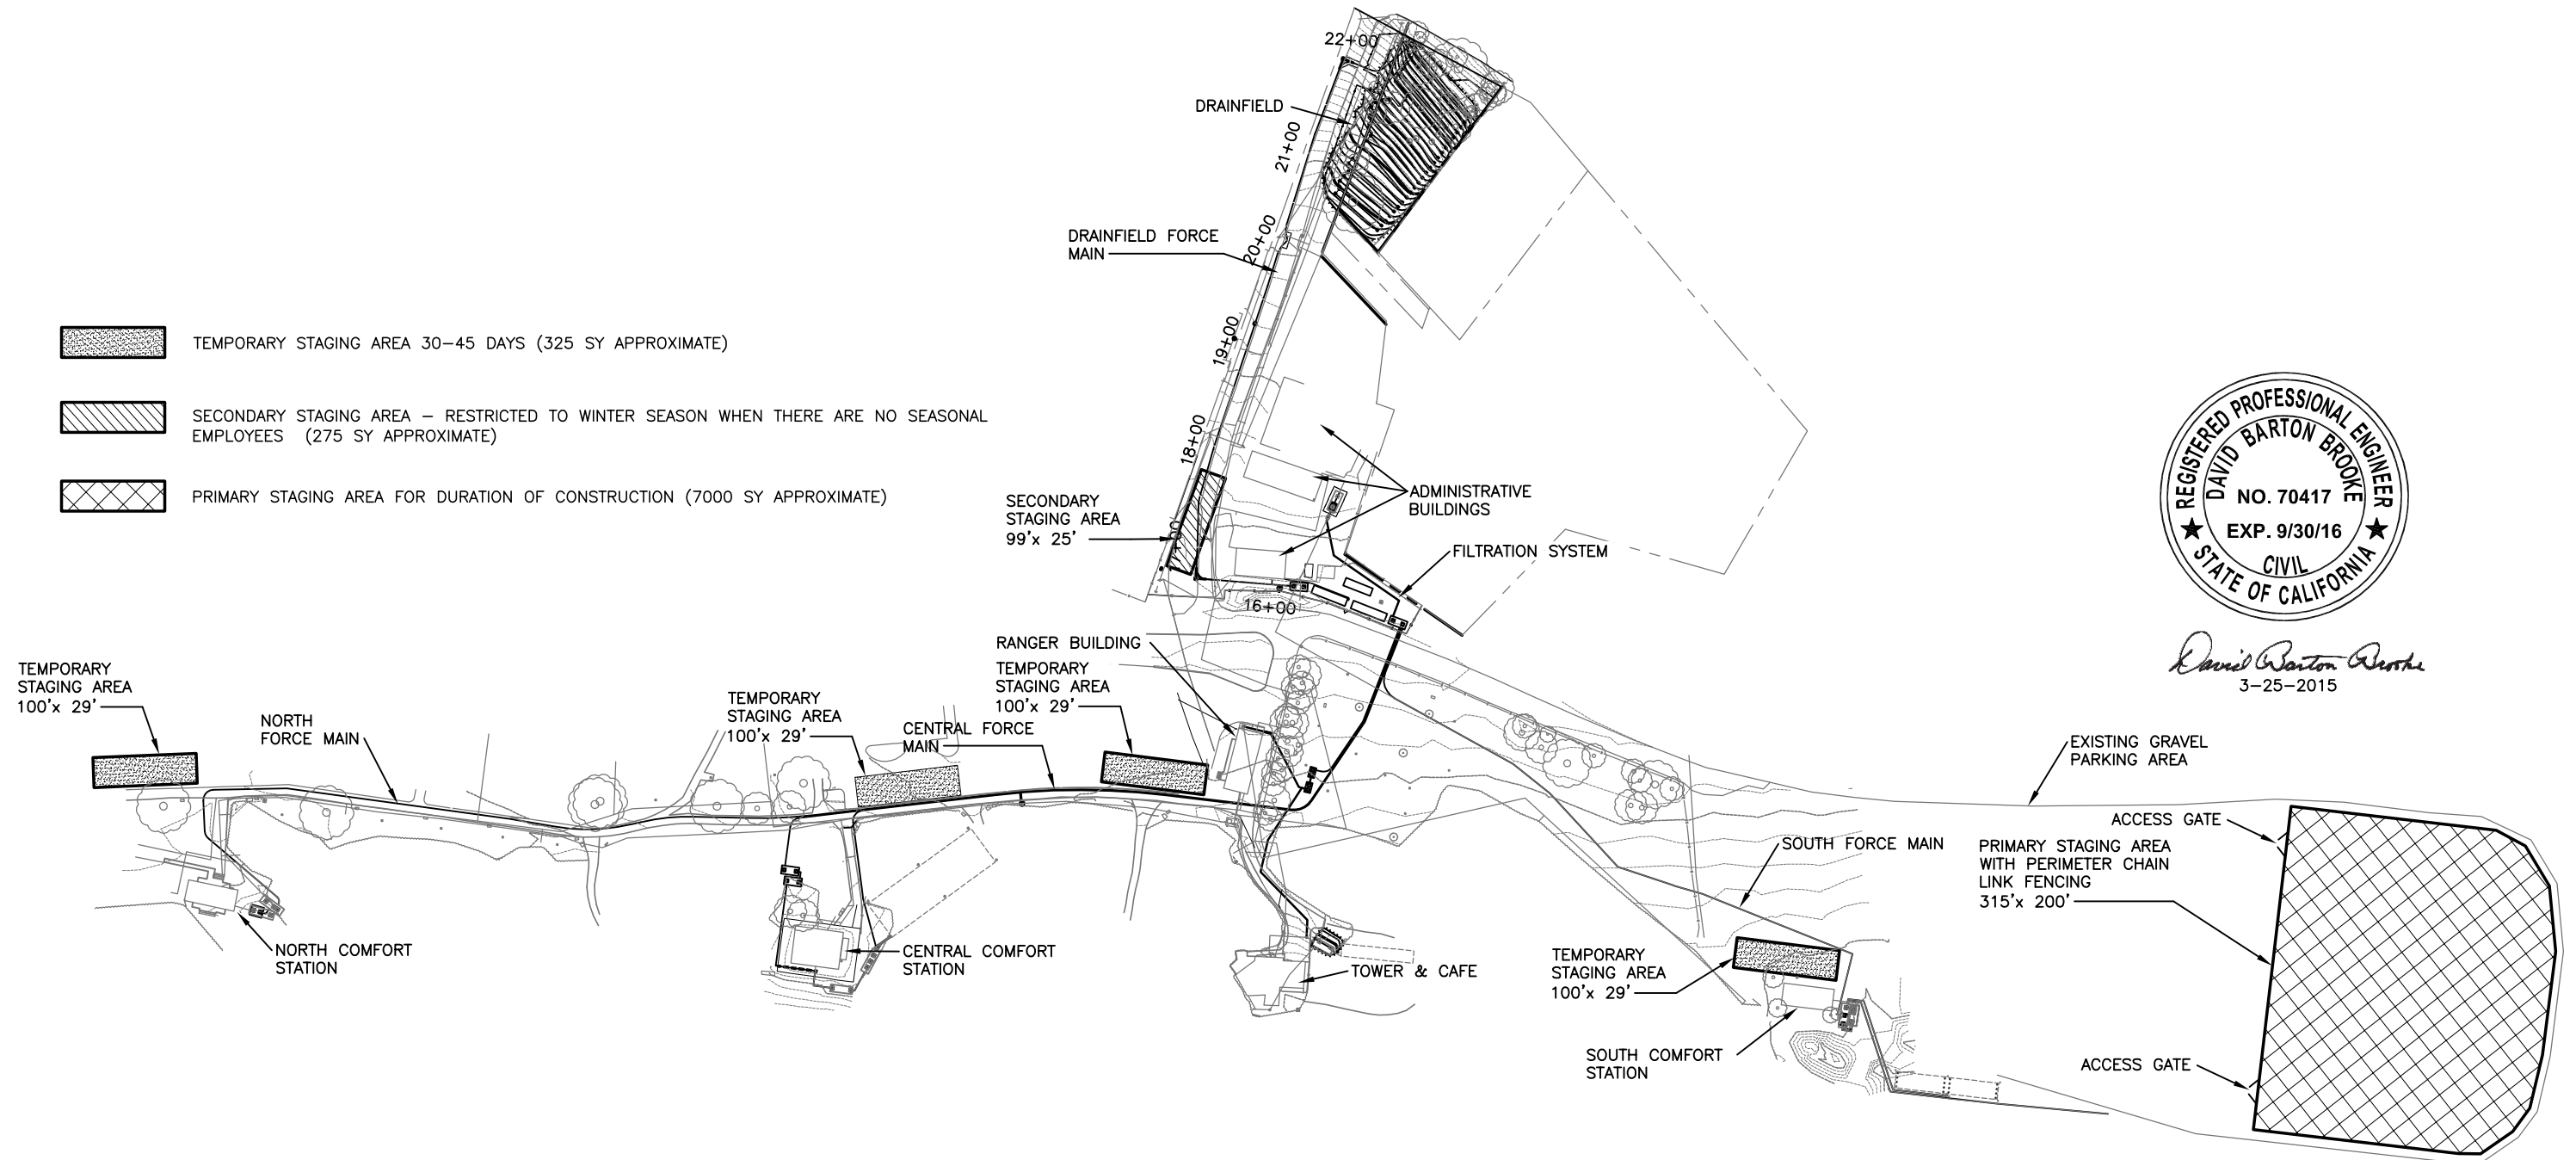 22+00
DRAINFIELD
21+00
DRAINFIELD FORCE
MAIN
20+00
19+00
18+00
TEMPORARY STAGING AREA 30-45 DAYS (325 SY APPROXIMATE)
SECONDARY STAGING AREA – RESTRICTED TO WINTER SEASON WHEN THERE ARE NO SEASONAL
EMPLOYEES (275 SY APPROXIMATE)
PRIMARY STAGING AREA FOR DURATION OF CONSTRUCTION (7000 SY APPROXIMATE)
SECONDARY
STAGING AREA
99'x 25'
ADMINISTRATIVE
BUILDINGS
FILTRATION SYSTEM
16+00
REGISTERED PROFESSIONAL ENGINEER
DAVID BARTON BROOKE
NO. 70417
EXP. 9/30/16
CIVIL
STATE OF CALIFORNIA
David Barton Brooke
3-25-2015
RANGER BUILDING
TEMPORARY
STAGING AREA
100'x 29'
TEMPORARY
STAGING AREA
100'x 29'
NORTH
FORCE MAIN
TEMPORARY
STAGING AREA
100'x 29'
CENTRAL FORCE
MAIN
EXISTING GRAVEL
PARKING AREA
ACCESS GATE
SOUTH FORCE MAIN
PRIMARY STAGING AREA
WITH PERIMETER CHAIN
LINK FENCING
315'x 200'
NORTH COMFORT
STATION
CENTRAL COMFORT
STATION
TOWER & CAFE
TEMPORARY
STAGING AREA
100'x 29'
SOUTH COMFORT
STATION
ACCESS GATE